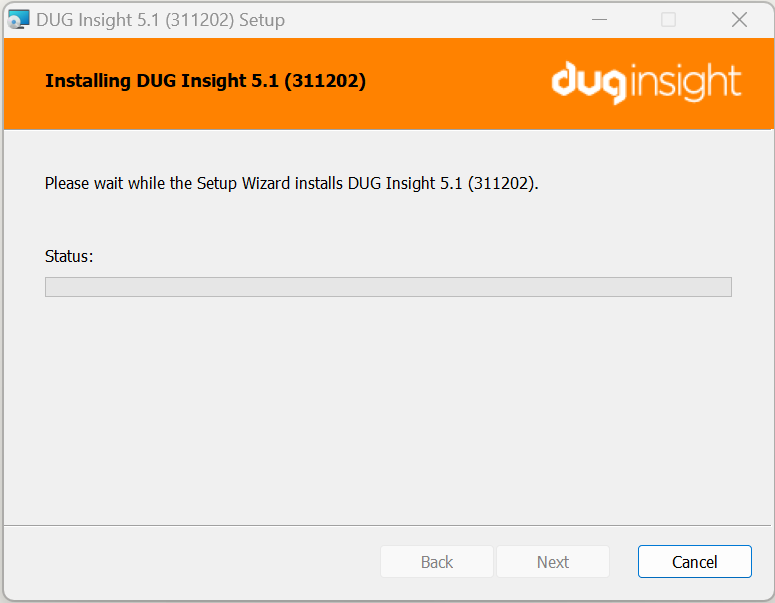 DUG Insight 5.1 (311202) Setup
Installing DUG Insight 5.1 (311202)
duginsight
Please wait while the Setup Wizard installs DUG Insight 5.1 (311202).
Status:
Back
Next
Cancel